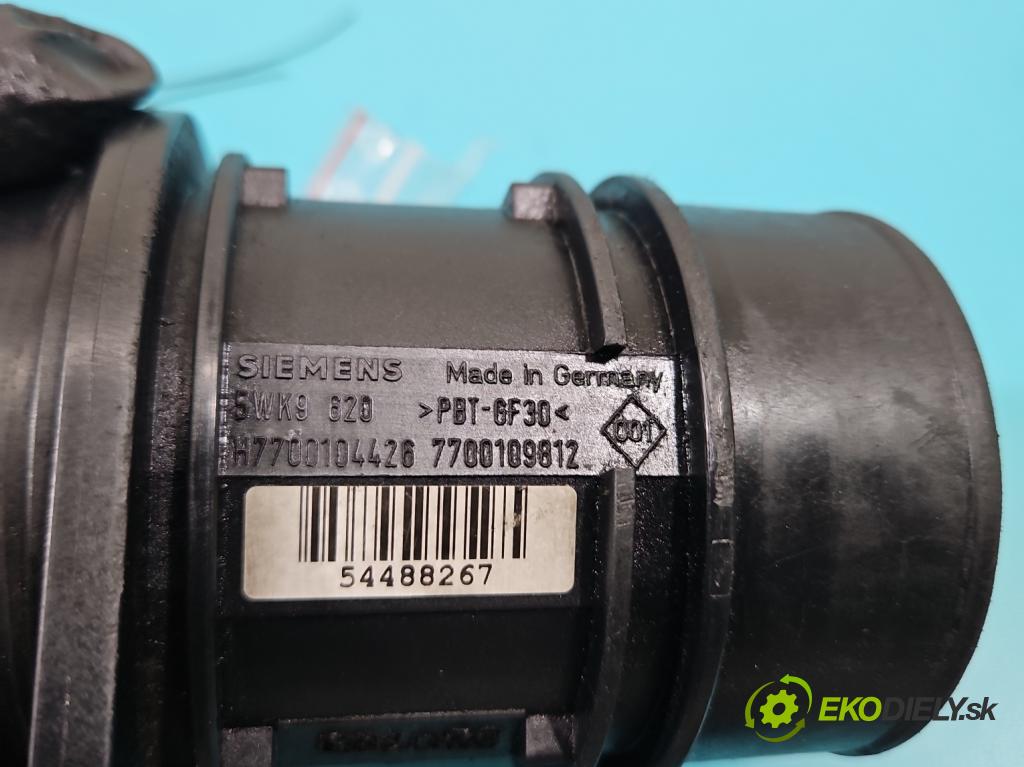 SIEMENS Made in Germany
5WK9 620 >PBT-GF30<
001
H7700104426 7700109812
54488267
EKODIELY.sk